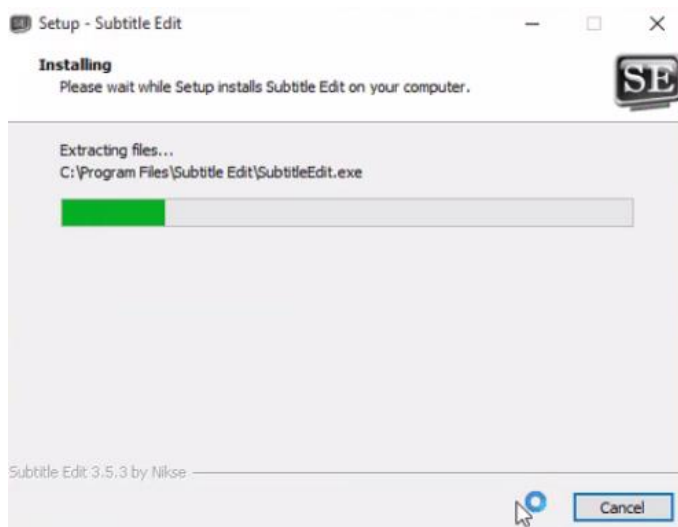 Setup - Subtitle Edit
Installing
Please wait while Setup installs Subtitle Edit on your computer.
SE
Extracting files...
C:\Program Files\Subtitle Edit\SubtitleEdit.exe
Subtitle Edit 3.5.3 by Nikse
Cancel